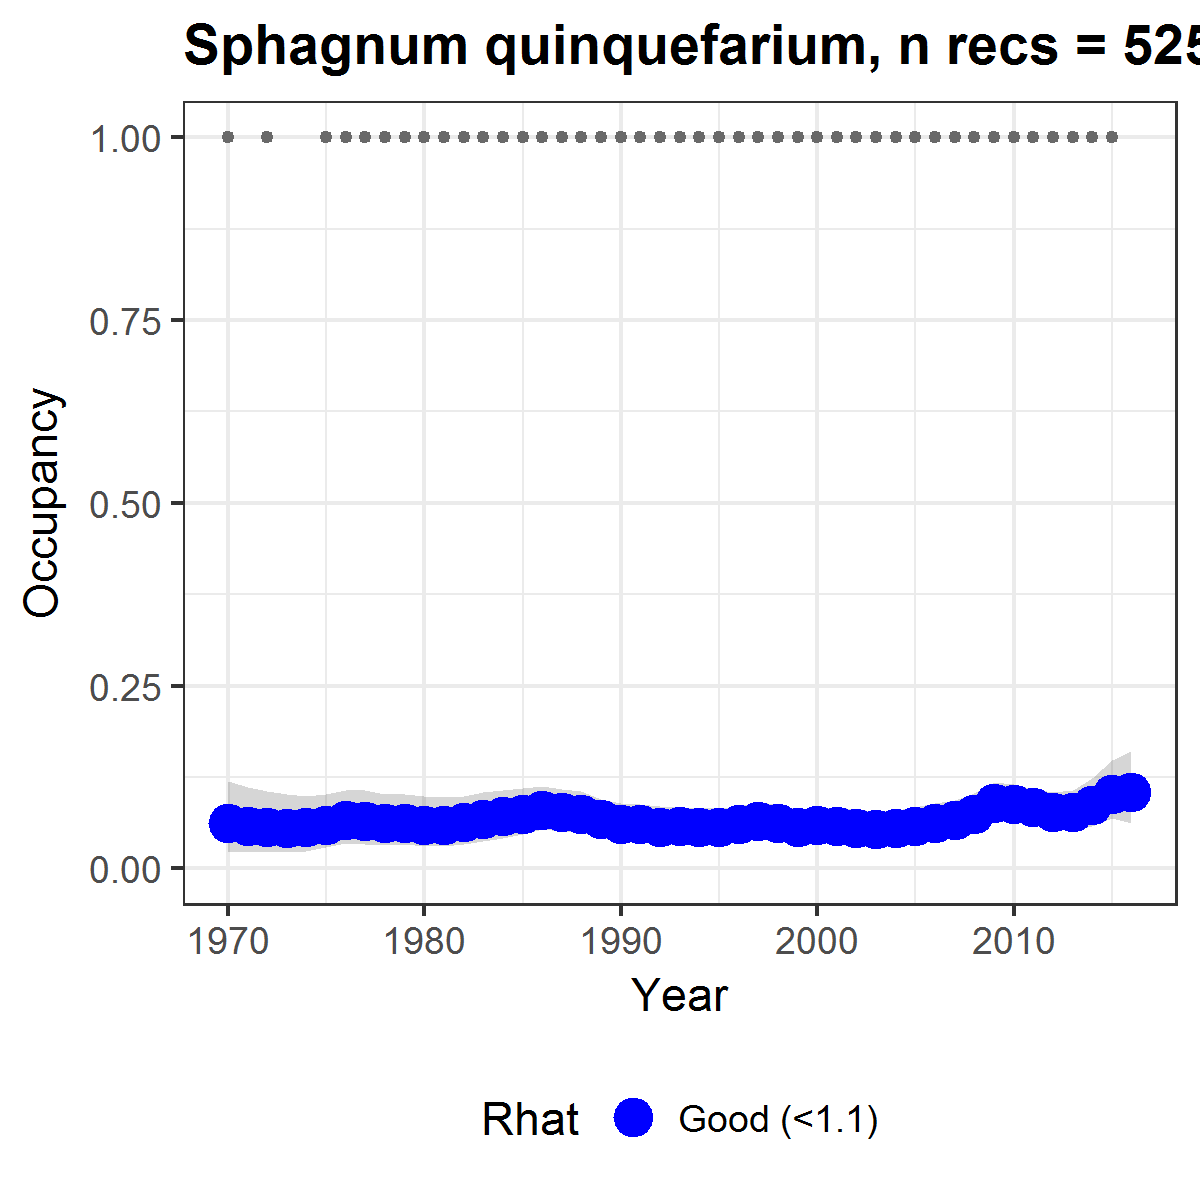 Sphagnum quinquefarium, n recs = 525
1.00
0.75
0.50
0.25
0.00
Occupancy
1970 1980 1990 2000 2010
Year
Rhat Good (<1.1)